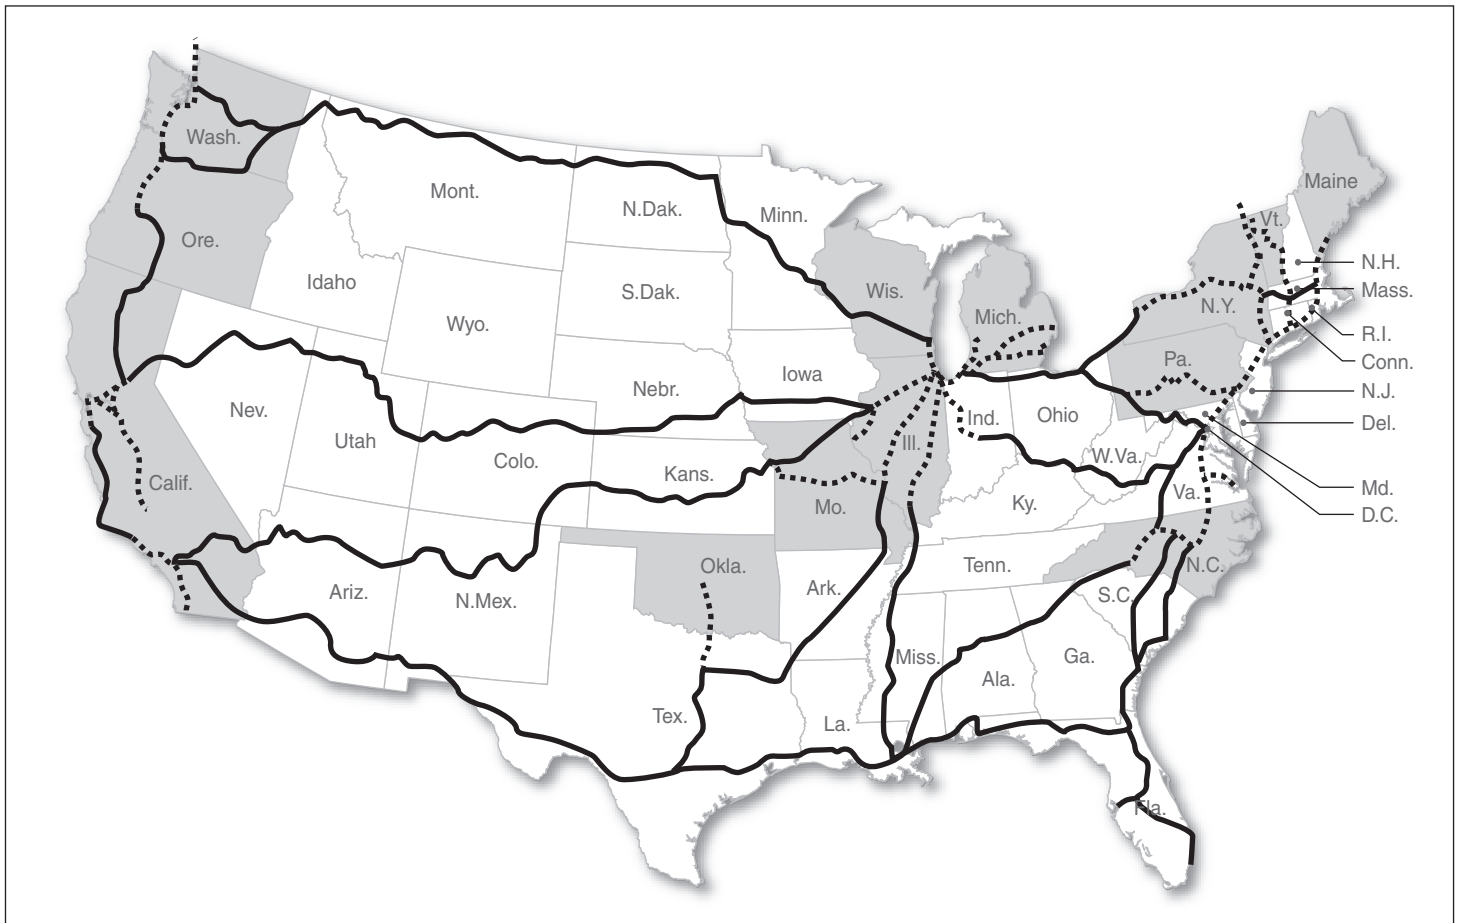 Wash.
Maine
Mont.
Vt.
N.Dak.
Minn.
Ore.
N.H.
Idaho
S.Dak.
Wis.
Mass.
N.Y.
Wyo.
Mich.
R.I.
Pa.
Conn.
Iowa
Nebr.
N.J.
Nev.
Ohio
Ind.
Del.
Utah
Ill.
Colo.
W.Va.
Kans.
Calif.
Md.
Va.
Ky.
Mo.
D.C.
Okla.
Tenn.
N.C.
Ariz.
Ark.
S.C.
N.Mex.
Miss.
Ga.
Ala.
Tex.
La.
Fla.